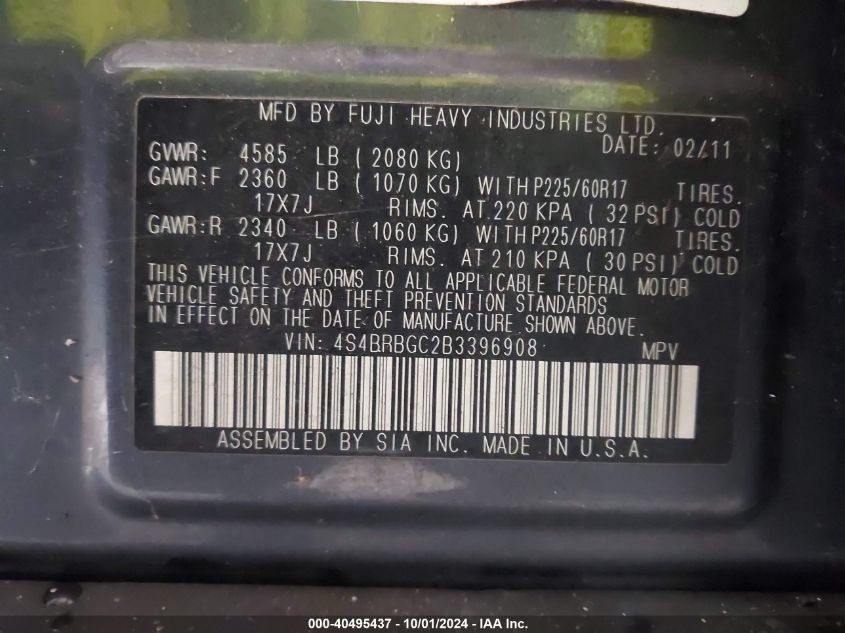 MFD BY FUJI HEAVY INDUSTRIES LTD.
DATE: 02/11
GVWR: 4585 LB ( 2080 KG)
GAWR:F 2360 LB ( 1070 KG) WITH P225/60R17 TIRES.
17X7J RIMS. AT 220 KPA ( 32 PSI) COLD
GAWR:R 2340 LB ( 1060 KG) WITH P225/60R17 TIRES.
17X7J RIMS. AT 210 KPA ( 30 PSI) COLD
THIS VEHICLE CONFORMS TO ALL APPLICABLE FEDERAL MOTOR
VEHICLE SAFETY AND THEFT PREVENTION STANDARDS
IN EFFECT ON THE DATE OF MANUFACTURE SHOWN ABOVE.
VIN: 4S4BRBGC2B3396908 MPV
ASSEMBLED BY SIA INC. MADE IN U.S.A.
000-40495437 - 10/01/2024 - IAA Inc.